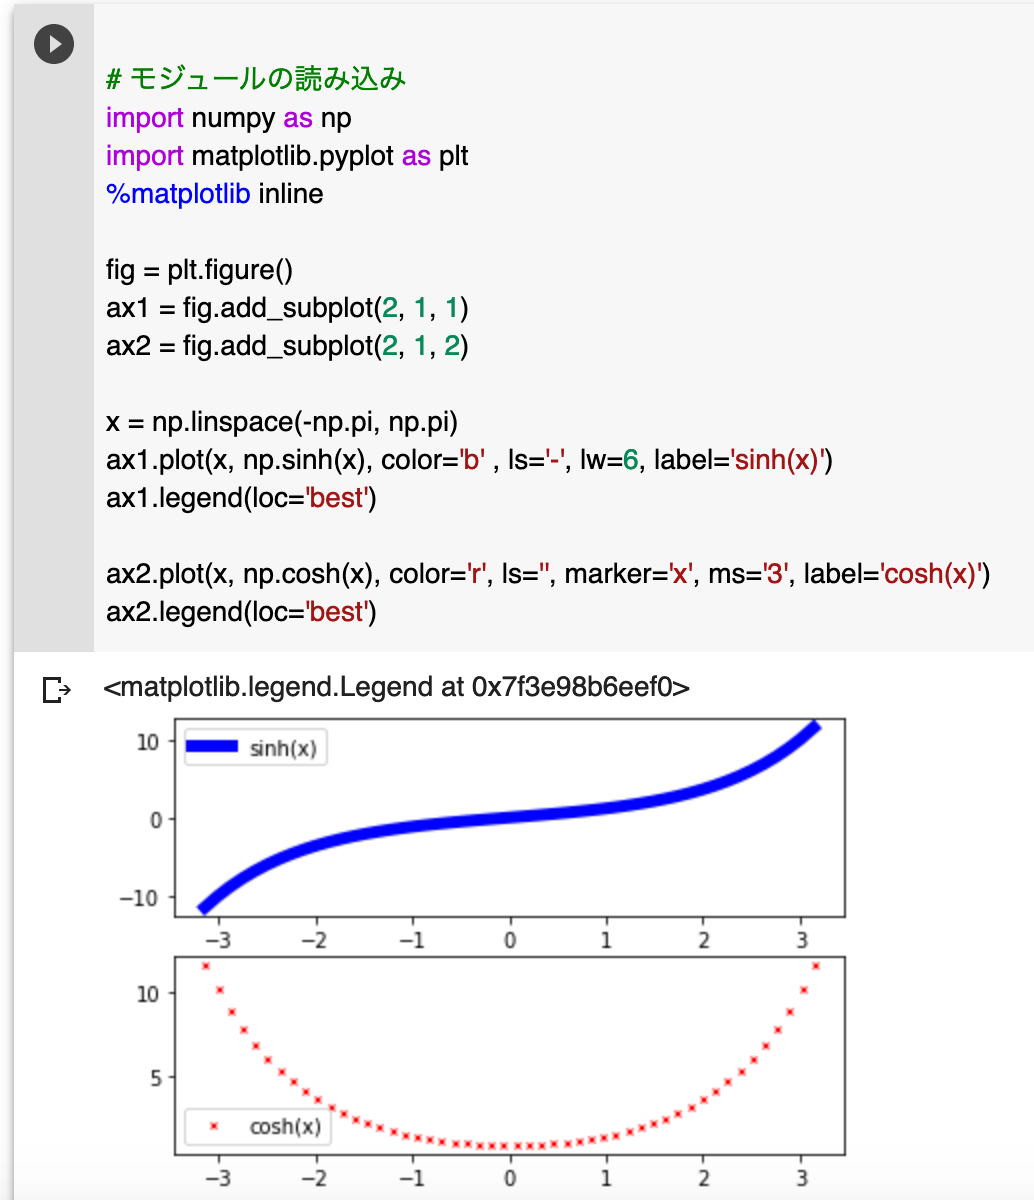 # モジュールの読み込み
import numpy as np
import matplotlib.pyplot as plt
%matplotlib inline
fig = plt.figure()
ax1 = fig.add_subplot(2, 1, 1)
ax2 = fig.add_subplot(2, 1, 2)
x = np.linspace(-np.pi, np.pi)
ax1.plot(x, np.sinh(x), color='b' , ls='-', lw=6, label='sinh(x)')
ax1.legend(loc='best')
ax2.plot(x, np.cosh(x), color='r', ls='', marker='x', ms='3', label='cosh(x)')
ax2.legend(loc='best')
<matplotlib.legend.Legend at 0x7f3e98b6eef0>
10
sinh(x)
0
−10
−3 −2 −1 0 1 2 3
10
5
cosh(x)
−3 −2 −1 0 1 2 3